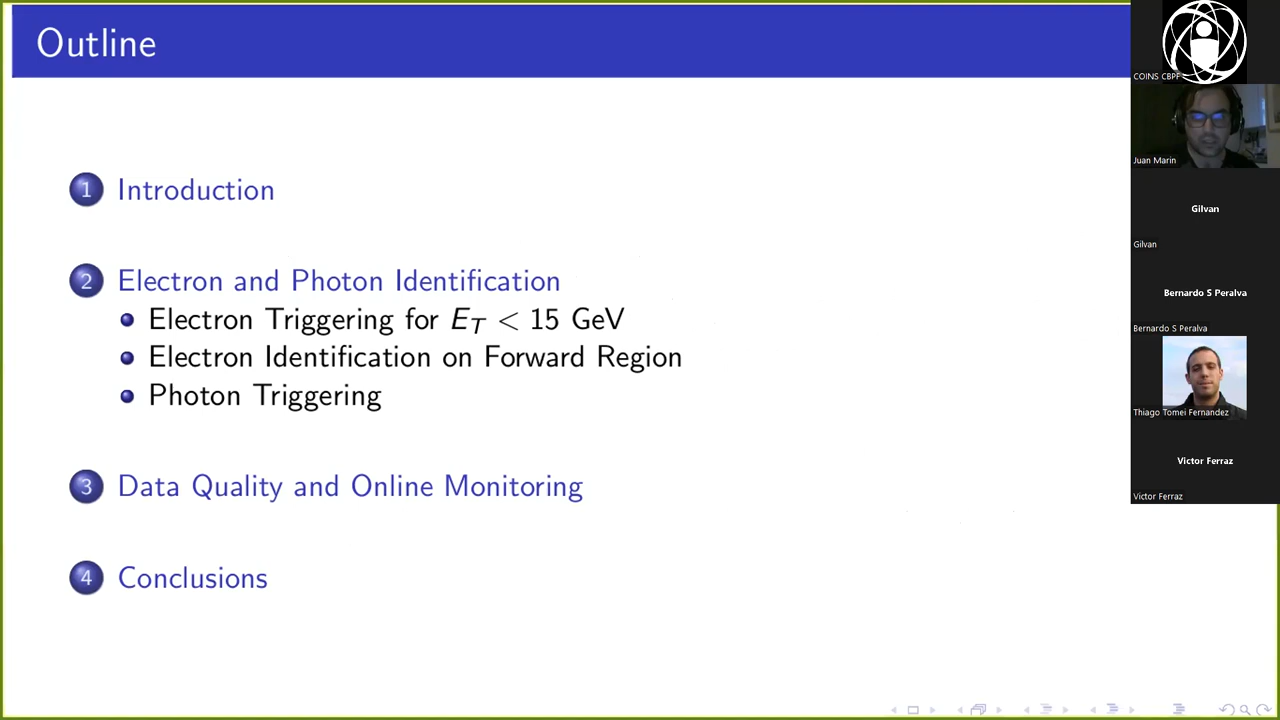 Outline
1 Introduction
2 Electron and Photon Identification
Electron Triggering for E_T < 15 GeV
Electron Identification on Forward Region
Photon Triggering
3 Data Quality and Online Monitoring
4 Conclusions
COINS CBPF
Juan Marin
Gilvan
Gilvan
Bernardo S Peralva
Bernardo S Peralva
Thiago Tomei Fernandez
Victor Ferraz
Victor Ferraz